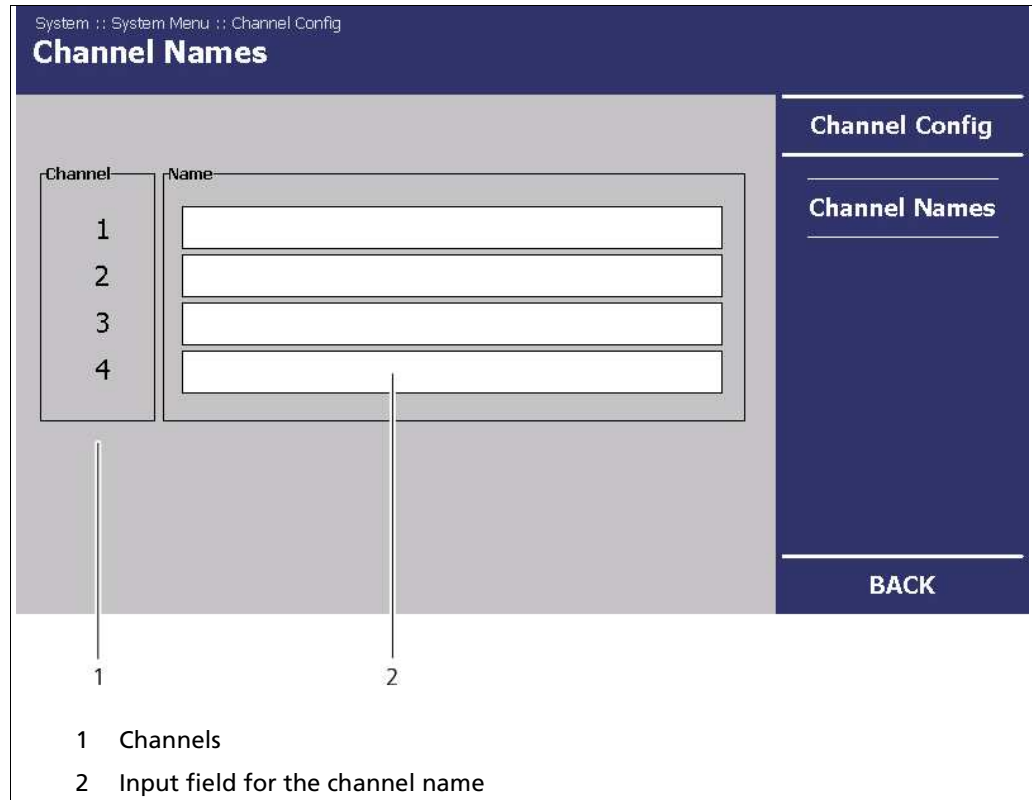 System :: System Menu :: Channel Config
Channel Names
Channel Config
Channel Names
Channel
Name
1
2
3
4
BACK
1
2
1 Channels
2 Input field for the channel name